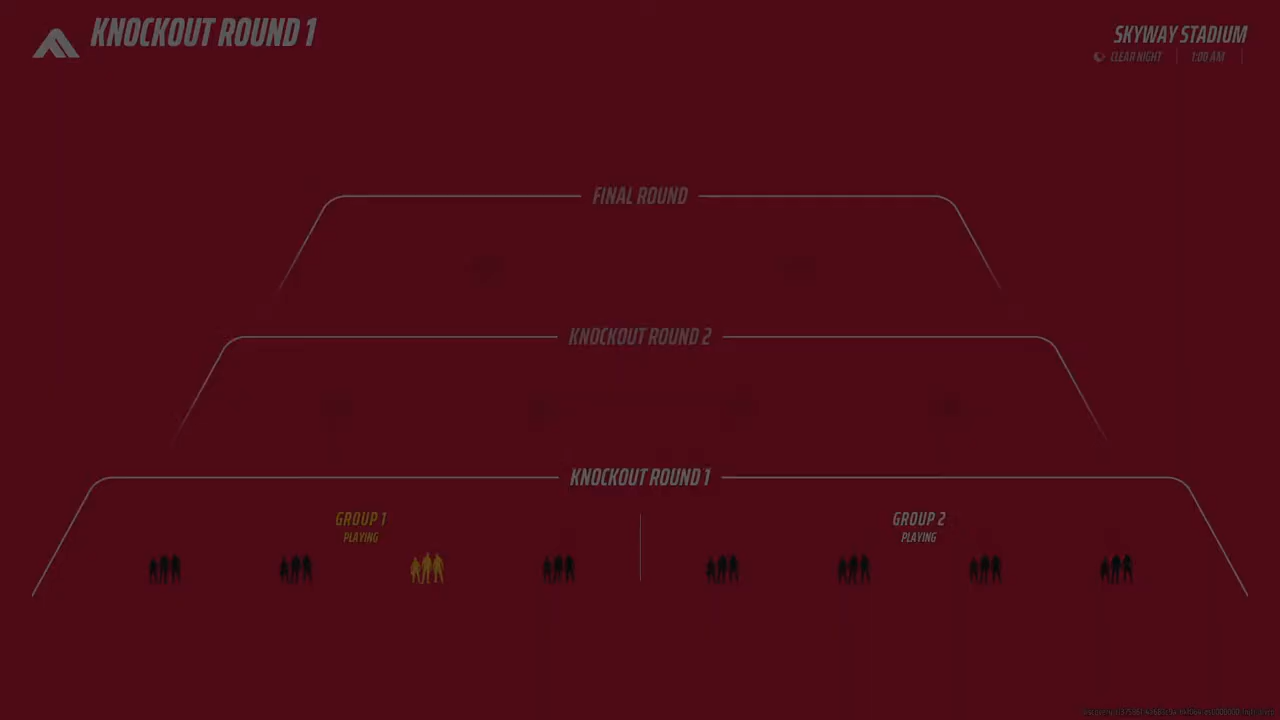 KNOCKOUT ROUND 1
SKYWAY STADIUM
CLEAR NIGHT
1:00 AM
FINAL ROUND
KNOCKOUT ROUND 2
KNOCKOUT ROUND 1
GROUP 1
PLAYING
GROUP 2
PLAYING